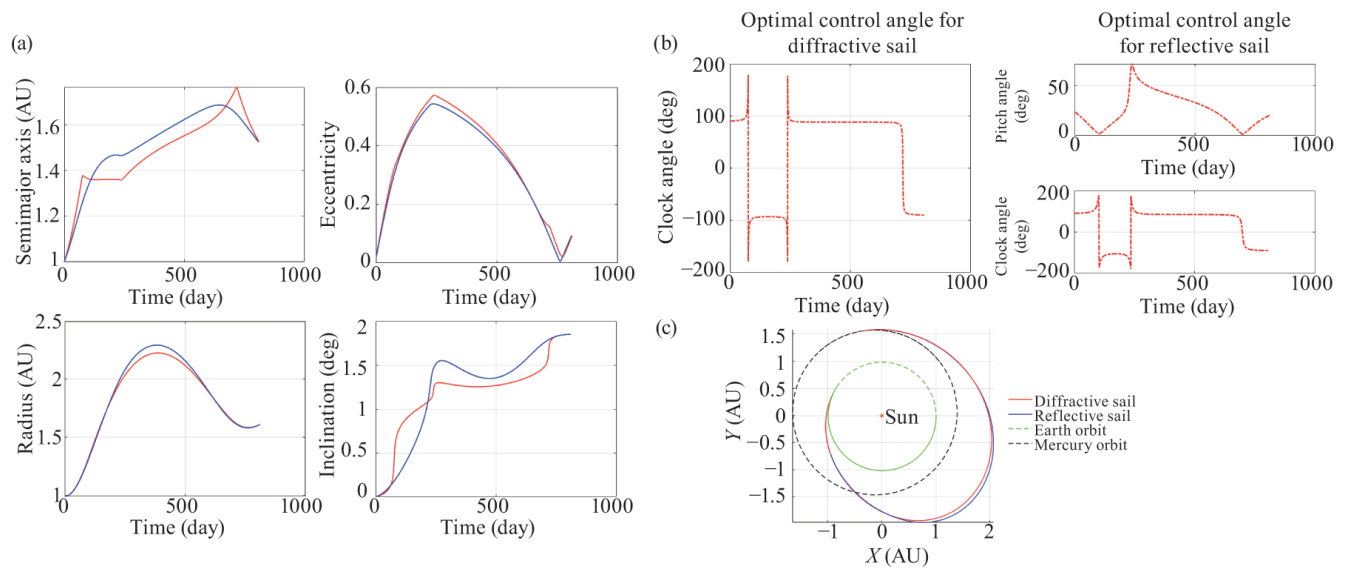 (a)
Semimajor axis (AU)
1.6
1.4
1.2
1
0
500
1000
Time (day)
Eccentricity
0.6
0.4
0.2
0
0
500
1000
Time (day)
Radius (AU)
2.5
2
1.5
1
0
500
1000
Time (day)
Inclination (deg)
2
1.5
1
0.5
0
0
500
1000
Time (day)
(b)
Optimal control angle for
diffractive sail
Clock angle (deg)
200
100
0
−100
−200
0
500
1000
Time (day)
Optimal control angle
for reflective sail
Pitch angle
(deg)
50
0
0
500
1000
Time (day)
Clock angle
(deg)
200
0
−200
0
500
1000
Time (day)
(c)
Y (AU)
1.5
1
0.5
0
−0.5
−1
−1.5
Sun
−1
0
1
2
X (AU)
Diffractive sail
Reflective sail
Earth orbit
Mercury orbit